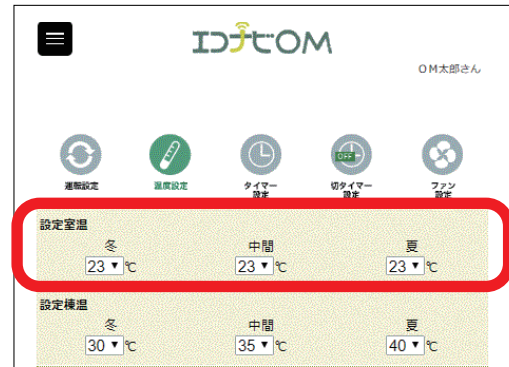 エコナビCOM
OM太郎さん
運転設定
温度設定
タイマー
設定
OFF
切タイマー
設定
ファン
設定
設定室温
冬 中間 夏
23 ▼ ℃ 23 ▼ ℃ 23 ▼ ℃
設定棟温
冬 中間 夏
30 ▼ ℃ 35 ▼ ℃ 40 ▼ ℃